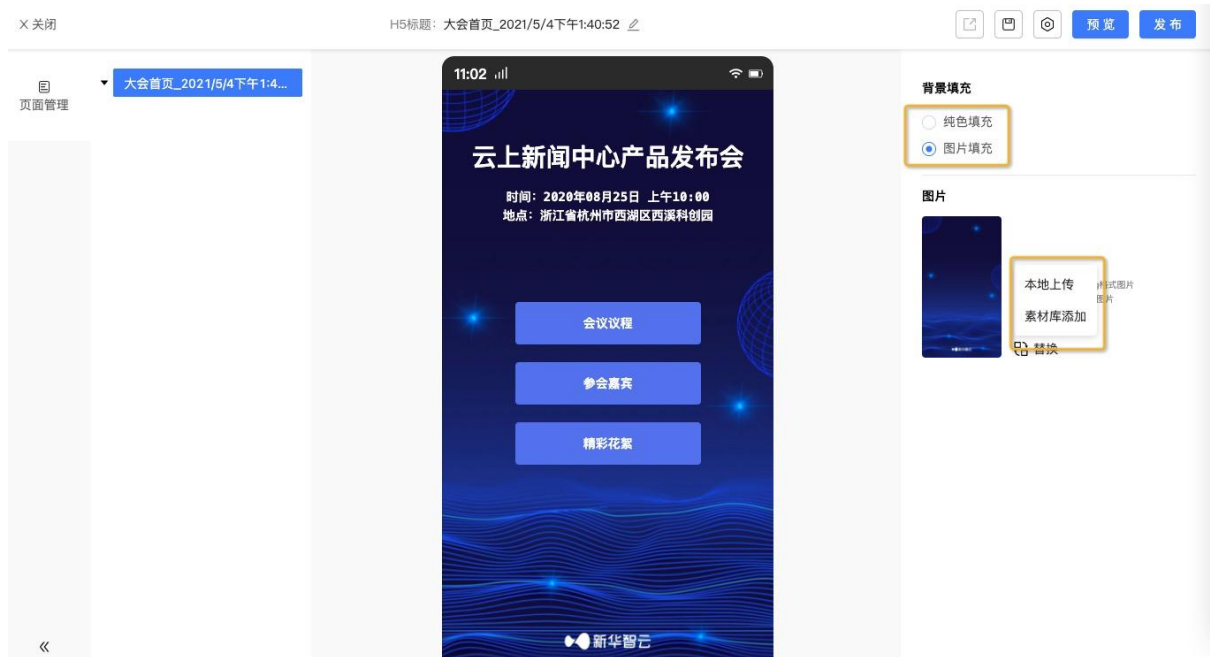 X 关闭
H5标题: 大会首页_2021/5/4下午1:40:52
预 览
发 布
页面管理
大会首页_2021/5/4下午1:4...
11:02
云上新闻中心产品发布会
时间: 2020年08月25日 上午10:00
地点: 浙江省杭州市西湖区西溪科创园
会议议程
参会嘉宾
精彩花絮
新华智云
背景填充
纯色填充
图片填充
图片
本地上传
格式图片
图片
素材库添加
替换